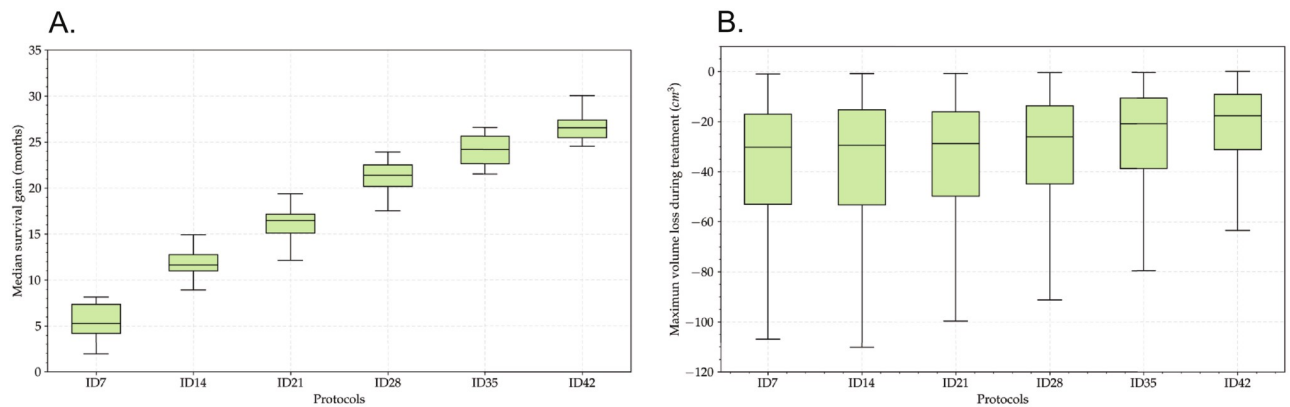 A.
Median survival gain (months)
35
30
25
20
15
10
5
0
ID7 ID14 ID21 ID28 ID35 ID42
Protocols
B.
Maximun volume loss during treatment (cm³)
0
−20
−40
−60
−80
−100
−120
ID7 ID14 ID21 ID28 ID35 ID42
Protocols